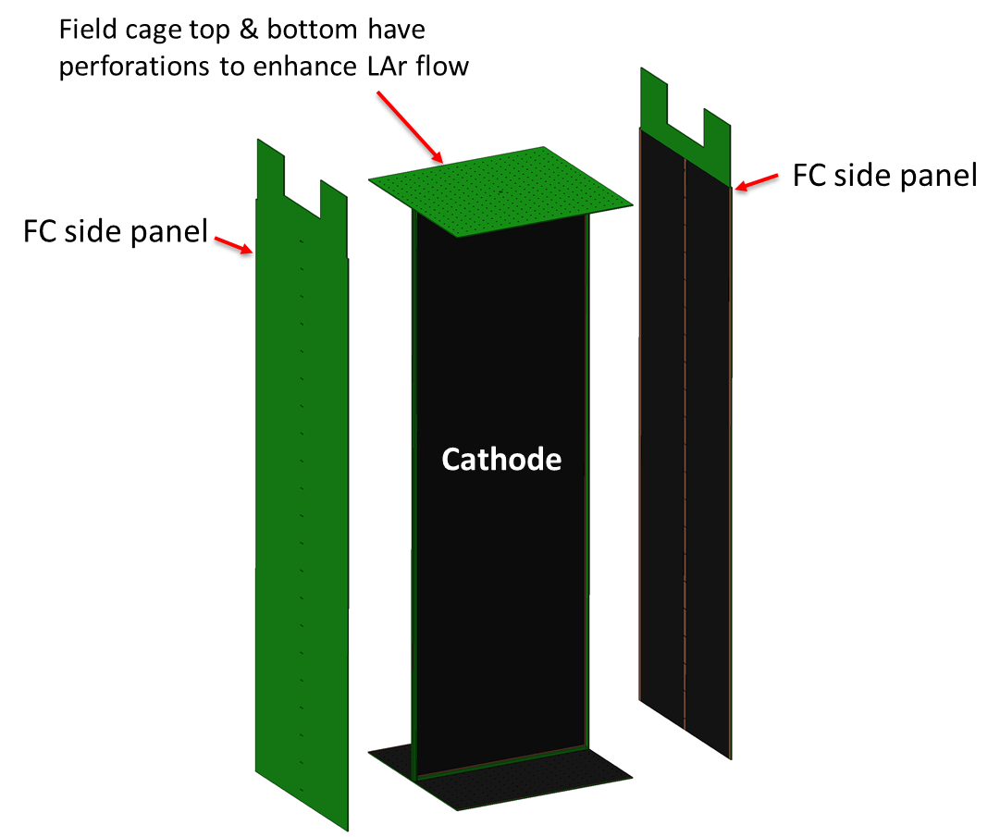 Field cage top & bottom have
perforations to enhance LAr flow
FC side panel
FC side panel
Cathode